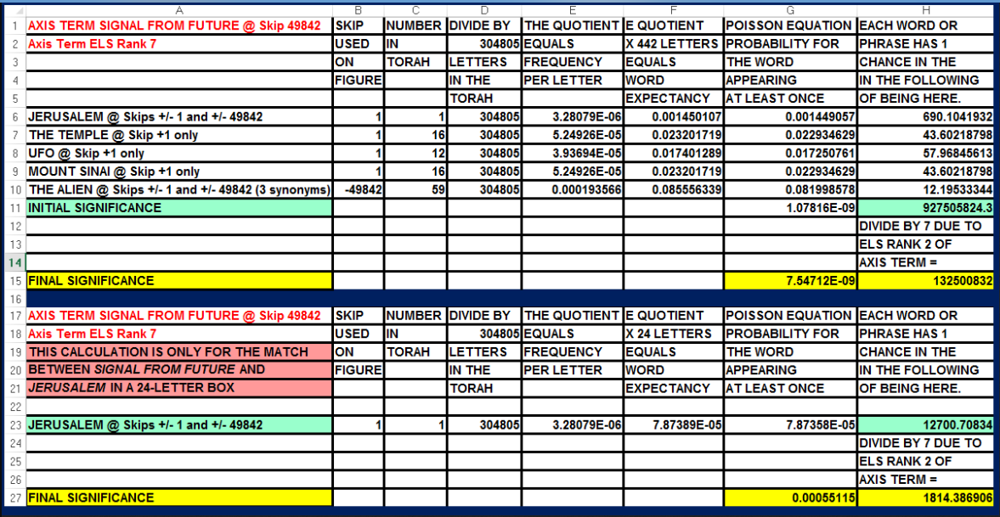 A B C D E F G H
1 AXIS TERM SIGNAL FROM FUTURE @ Skip 49842 SKIP NUMBER DIVIDE BY THE QUOTIENT E QUOTIENT POISSON EQUATION EACH WORD OR
2 Axis Term ELS Rank 7 USED IN 304805 EQUALS X 442 LETTERS PROBABILITY FOR PHRASE HAS 1
3 ON TORAH LETTERS FREQUENCY EQUALS THE WORD CHANCE IN THE
4 FIGURE IN THE PER LETTER WORD APPEARING IN THE FOLLOWING
5 TORAH EXPECTANCY AT LEAST ONCE OF BEING HERE.
6 JERUSALEM @ Skips +/- 1 and +/- 49842 1 1 304805 3.28079E-06 0.001450107 0.001449057 690.1041932
7 THE TEMPLE @ Skip +1 only 1 16 304805 5.24926E-05 0.023201719 0.022934629 43.60218798
8 UFO @ Skip +1 only 1 12 304805 3.93694E-05 0.017401289 0.017250761 57.96845613
9 MOUNT SINAI @ Skip +1 only 1 16 304805 5.24926E-05 0.023201719 0.022934629 43.60218798
10 THE ALIEN @ Skips +/- 1 and +/- 49842 (3 synonyms) -49842 59 304805 0.000193566 0.085556339 0.081998578 12.19533344
11 INITIAL SIGNIFICANCE 1.07816E-09 927505824.3
12 DIVIDE BY 7 DUE TO
13 ELS RANK 2 OF
14 AXIS TERM =
15 FINAL SIGNIFICANCE 7.54712E-09 132500832
16
17 AXIS TERM SIGNAL FROM FUTURE @ Skip 49842 SKIP NUMBER DIVIDE BY THE QUOTIENT E QUOTIENT POISSON EQUATION EACH WORD OR
18 Axis Term ELS Rank 7 USED IN 304805 EQUALS X 24 LETTERS PROBABILITY FOR PHRASE HAS 1
19 THIS CALCULATION IS ONLY FOR THE MATCH ON TORAH LETTERS FREQUENCY EQUALS THE WORD CHANCE IN THE
20 BETWEEN SIGNAL FROM FUTURE AND FIGURE IN THE PER LETTER WORD APPEARING IN THE FOLLOWING
21 JERUSALEM IN A 24-LETTER BOX TORAH EXPECTANCY AT LEAST ONCE OF BEING HERE.
22
23 JERUSALEM @ Skips +/- 1 and +/- 49842 1 1 304805 3.28079E-06 7.87389E-05 7.87358E-05 12700.70834
24 DIVIDE BY 7 DUE TO
25 ELS RANK 2 OF
26 AXIS TERM =
27 FINAL SIGNIFICANCE 0.00055115 1814.386906